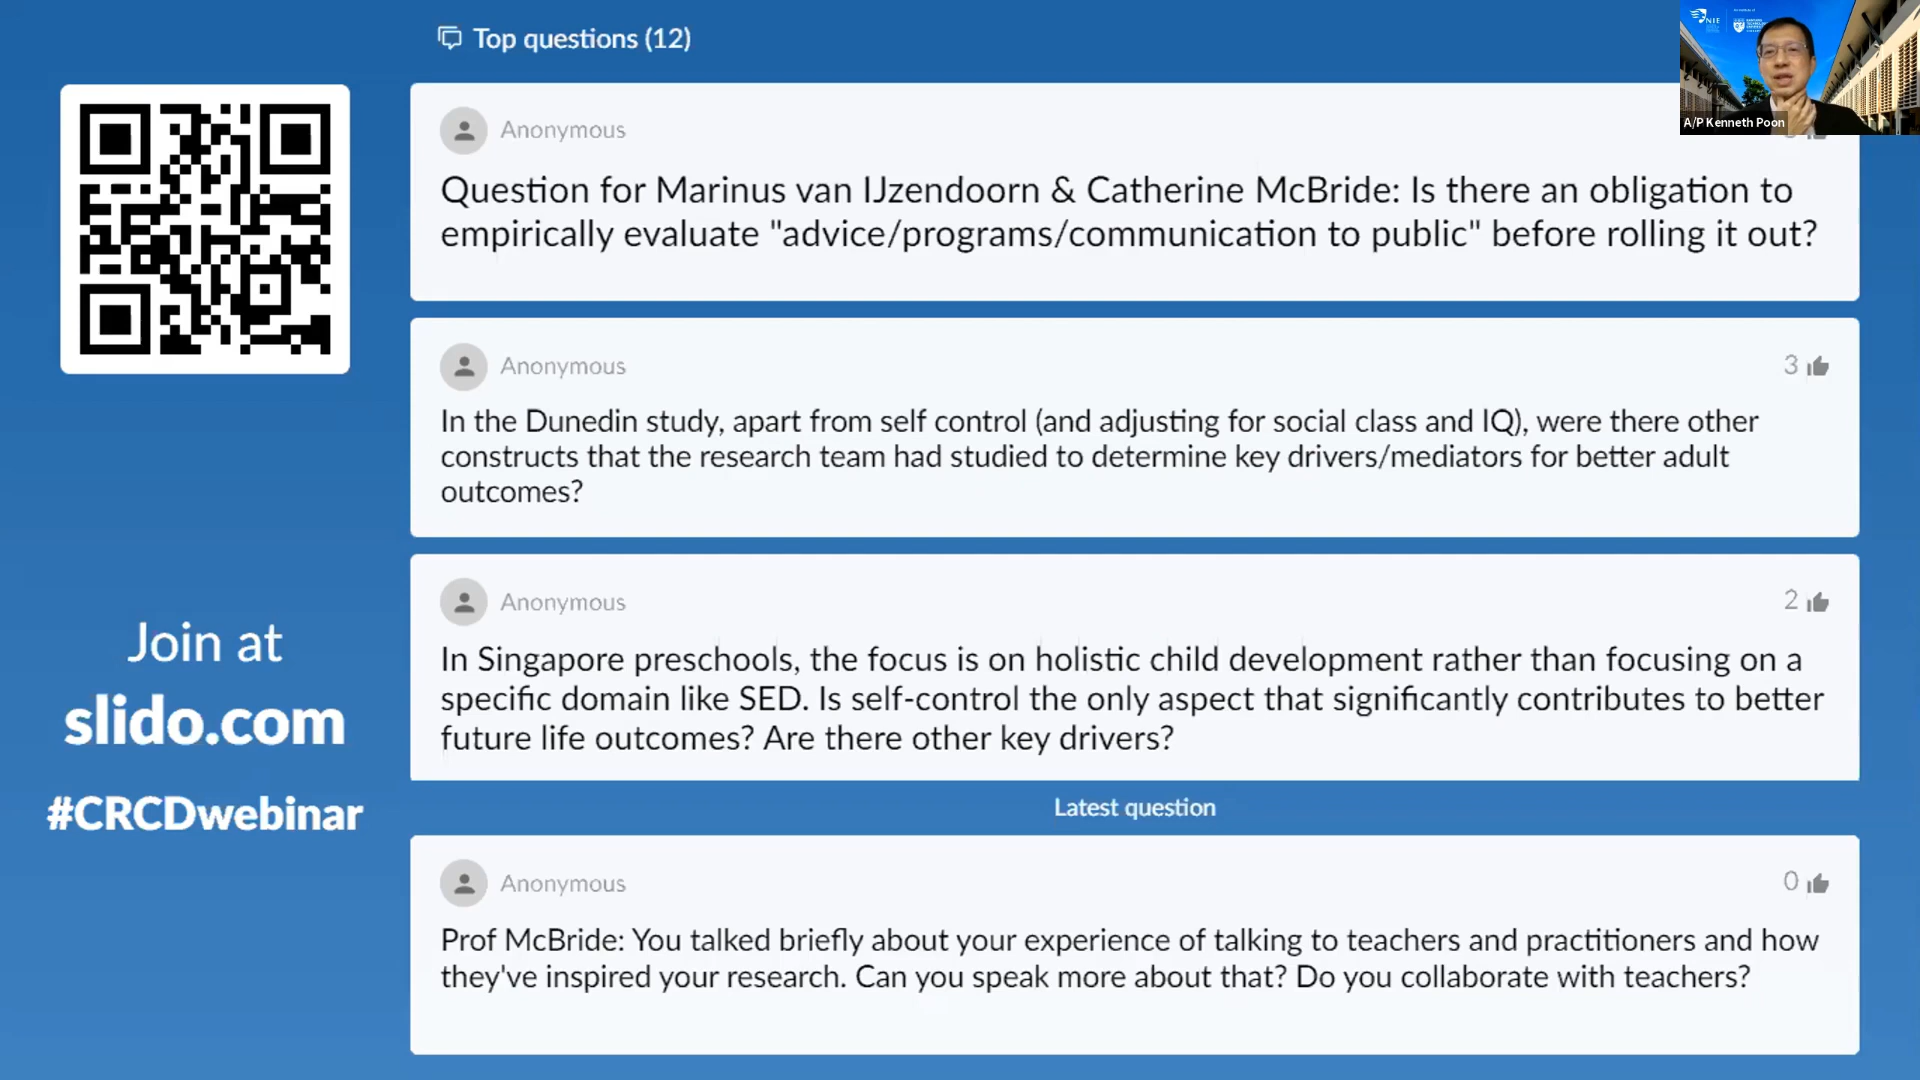 Top questions (12)
Anonymous
Question for Marinus van IJzendoorn & Catherine McBride: Is there an obligation to
empirically evaluate "advice/programs/communication to public" before rolling it out?
Anonymous
3
In the Dunedin study, apart from self control (and adjusting for social class and IQ), were there other
constructs that the research team had studied to determine key drivers/mediators for better adult
outcomes?
Anonymous
2
In Singapore preschools, the focus is on holistic child development rather than focusing on a
specific domain like SED. Is self-control the only aspect that significantly contributes to better
future life outcomes? Are there other key drivers?
Latest question
Anonymous
0
Prof McBride: You talked briefly about your experience of talking to teachers and practitioners and how
they've inspired your research. Can you speak more about that? Do you collaborate with teachers?
Join at
slido.com
#CRCDwebinar
NIE
A/P Kenneth Poon